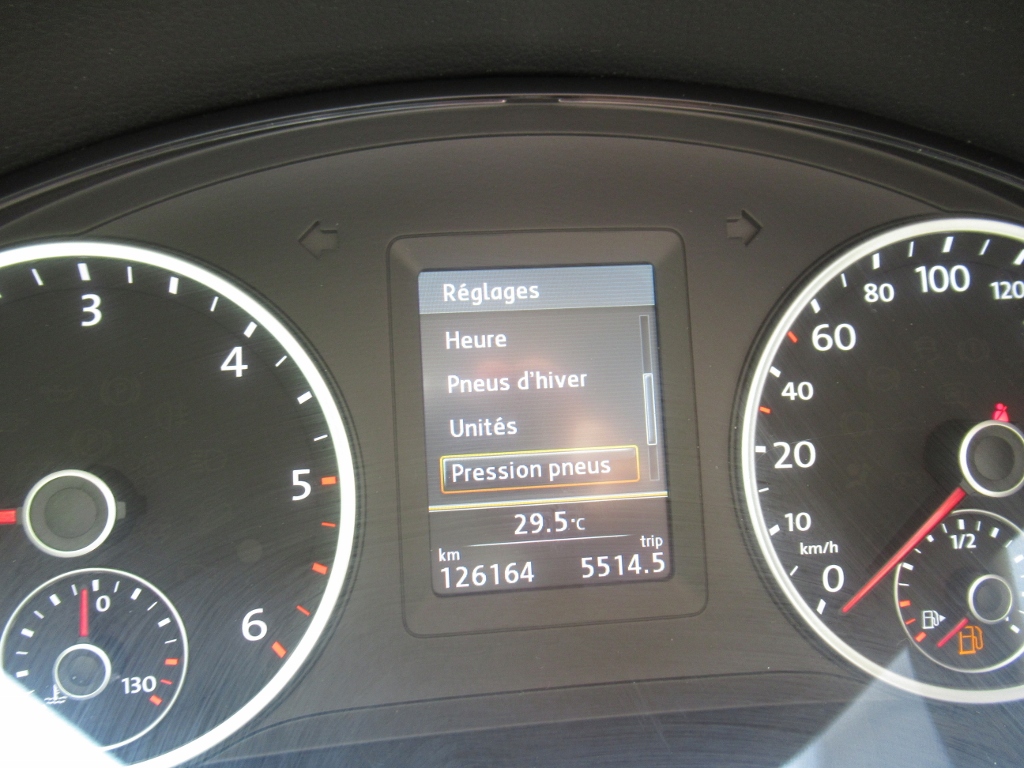 Réglages
Heure
Pneus d'hiver
Unités
Pression pneus
29.5°C
km trip
126164 5514.5
3
4
5
6
0
130
0
10
20
40
60
80
100
120
km/h
1/2